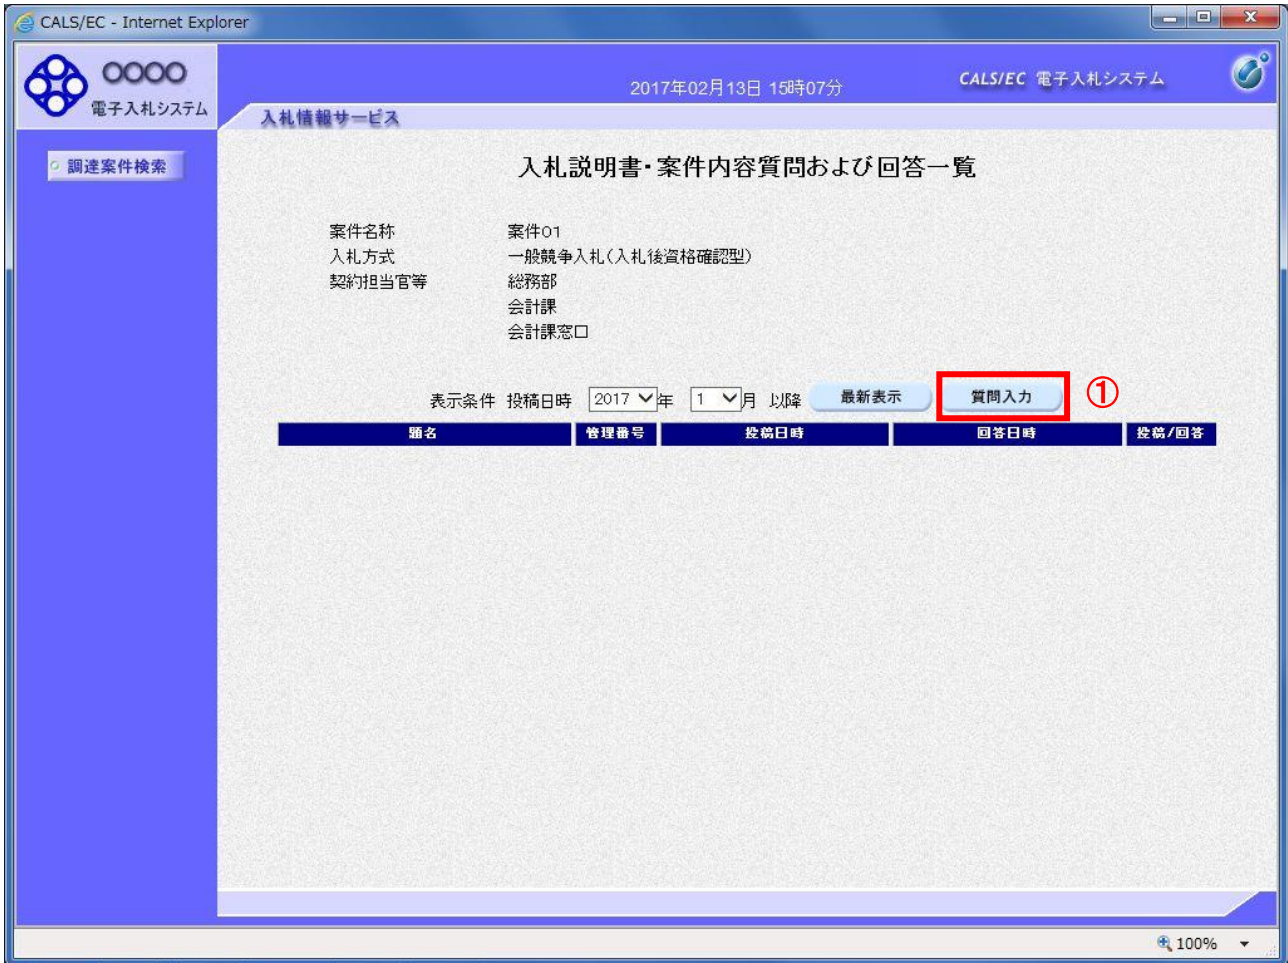 CALS/EC - Internet Explorer
○○○○
電子入札システム
2017年02月13日 15時07分
CALS/EC 電子入札システム
入札情報サービス
調達案件検索
入札説明書・案件内容質問および回答一覧
案件名称 案件01
入札方式 一般競争入札(入札後資格確認型)
契約担当官等 総務部
会計課
会計課窓口
表示条件 投稿日時 2017 年 1 月 以降 最新表示 質問入力 ①
題名 管理番号 投稿日時 回答日時 投稿/回答
100%